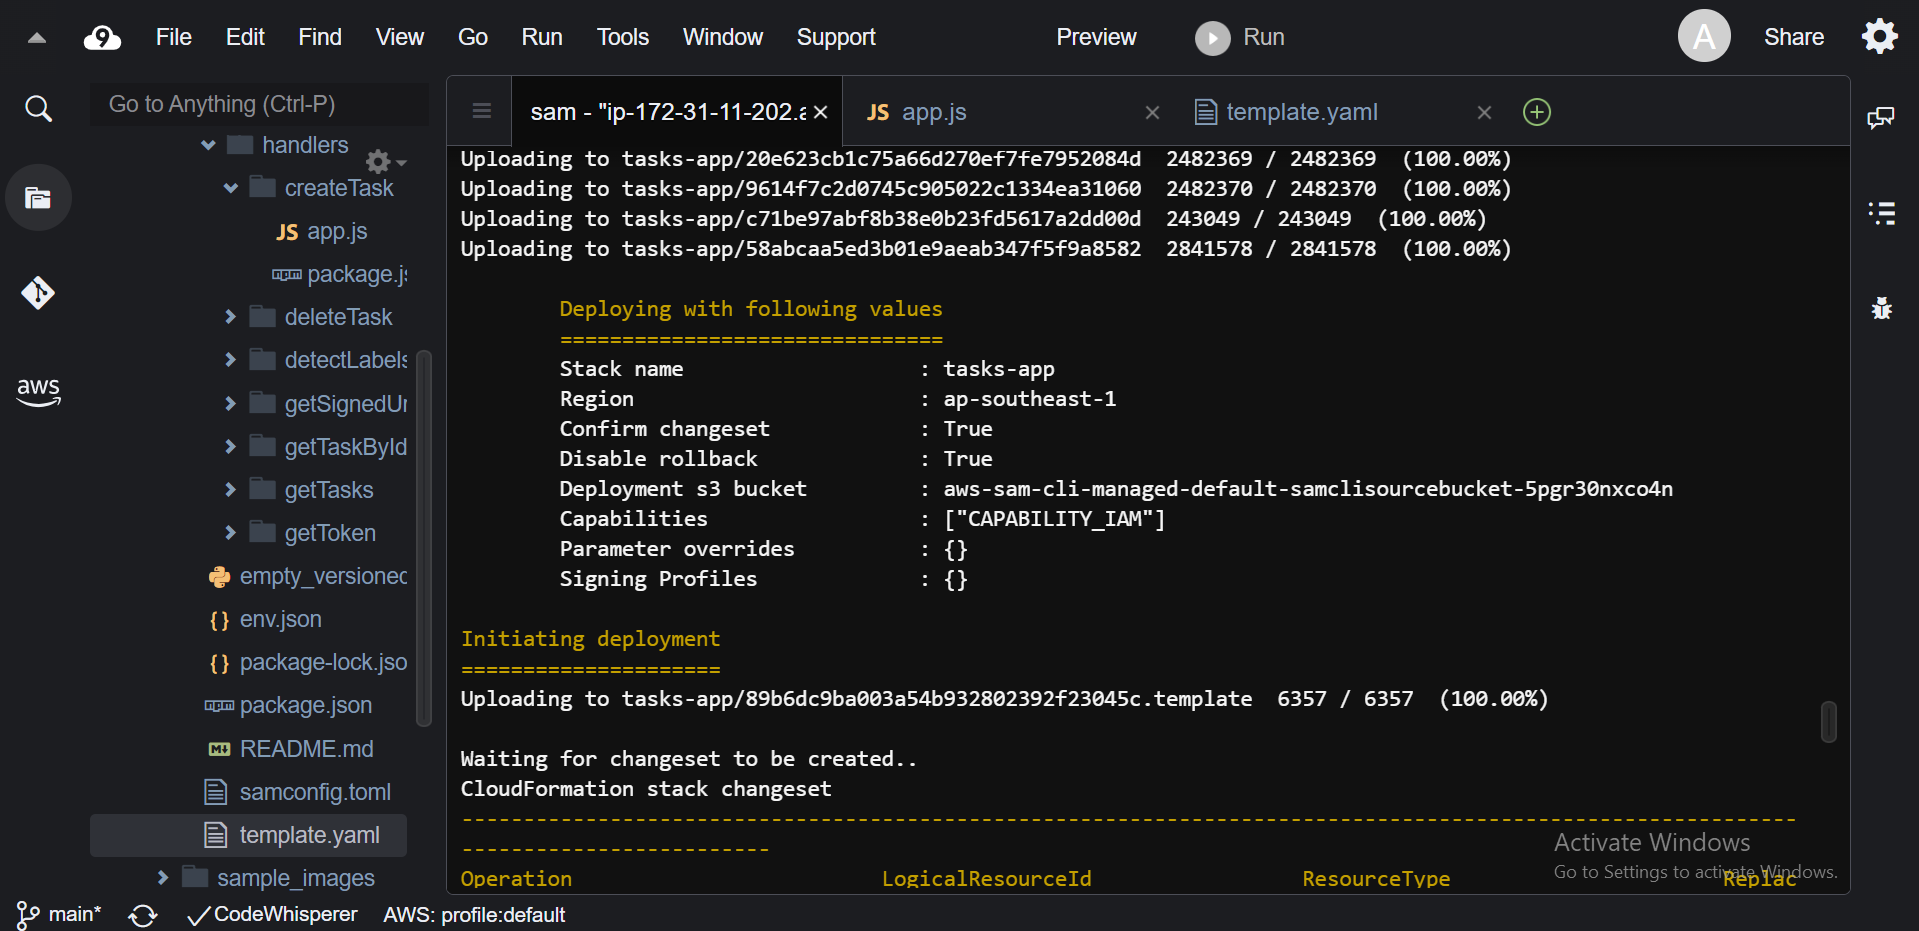 File Edit Find View Go Run Tools Window Support Preview Run A Share
Go to Anything (Ctrl-P)
sam - "ip-172-31-11-202.a
JS app.js
template.yaml
handlers
createTask
JS app.js
package.js
deleteTask
detectLabels
getSignedUr
getTaskById
getTasks
getToken
empty_versioned
{} env.json
{} package-lock.jso
package.json
M↓ README.md
samconfig.toml
template.yaml
sample_images
aws
Uploading to tasks-app/20e623cb1c75a66d270ef7fe7952084d 2482369 / 2482369 (100.00%)
Uploading to tasks-app/9614f7c2d0745c905022c1334ea31060 2482370 / 2482370 (100.00%)
Uploading to tasks-app/c71be97abf8b38e0b23fd5617a2dd00d 243049 / 243049 (100.00%)
Uploading to tasks-app/58abcaa5ed3b01e9aeab347f5f9a8582 2841578 / 2841578 (100.00%)
Deploying with following values
===============================
Stack name : tasks-app
Region : ap-southeast-1
Confirm changeset : True
Disable rollback : True
Deployment s3 bucket : aws-sam-cli-managed-default-samclisourcebucket-5pgr30nxco4n
Capabilities : ["CAPABILITY_IAM"]
Parameter overrides : {}
Signing Profiles : {}
Initiating deployment
=====================
Uploading to tasks-app/89b6dc9ba003a54b932802392f23045c.template 6357 / 6357 (100.00%)
Waiting for changeset to be created..
CloudFormation stack changeset
Operation LogicalResourceId ResourceType Replac
Activate Windows
Go to Settings to activate Windows.
main* CodeWhisperer AWS: profile:default